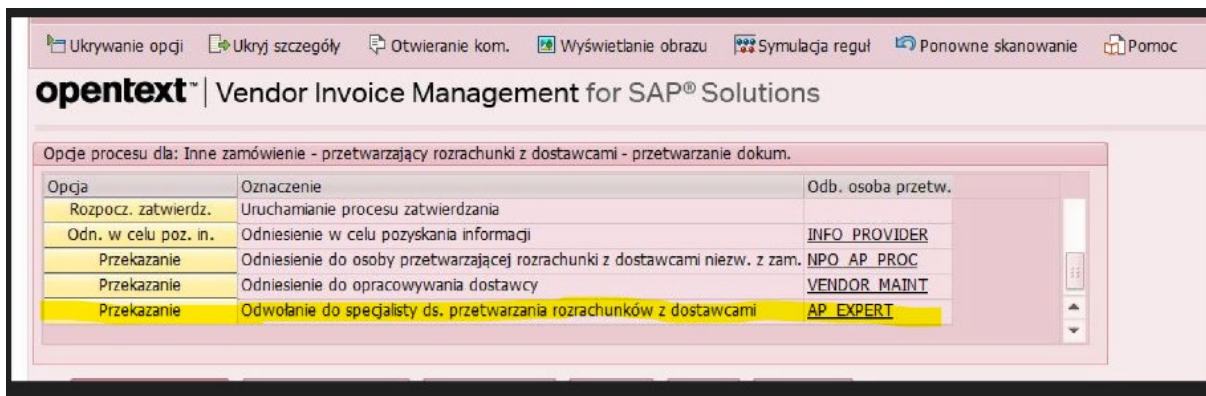 Ukrywanie opcji Ukryj szczegóły Otwieranie kom. Wyświetlanie obrazu Symulacja reguł Ponowne skanowanie Pomoc
opentext™ | Vendor Invoice Management for SAP® Solutions
Opcje procesu dla: Inne zamówienie - przetwarzający rozrachunki z dostawcami - przetwarzanie dokum.
Opcja Oznaczenie Odb. osoba przetw.
Rozpocz. zatwierdz. Uruchamianie procesu zatwierdzania
Odn. w celu poz. in. Odniesienie w celu pozyskania informacji INFO_PROVIDER
Przekazanie Odniesienie do osoby przetwarzającej rozrachunki z dostawcami niezw. z zam. NPO_AP_PROC
Przekazanie Odniesienie do opracowywania dostawcy VENDOR_MAINT
Przekazanie Odwołanie do specjalisty ds. przetwarzania rozrachunków z dostawcami AP_EXPERT